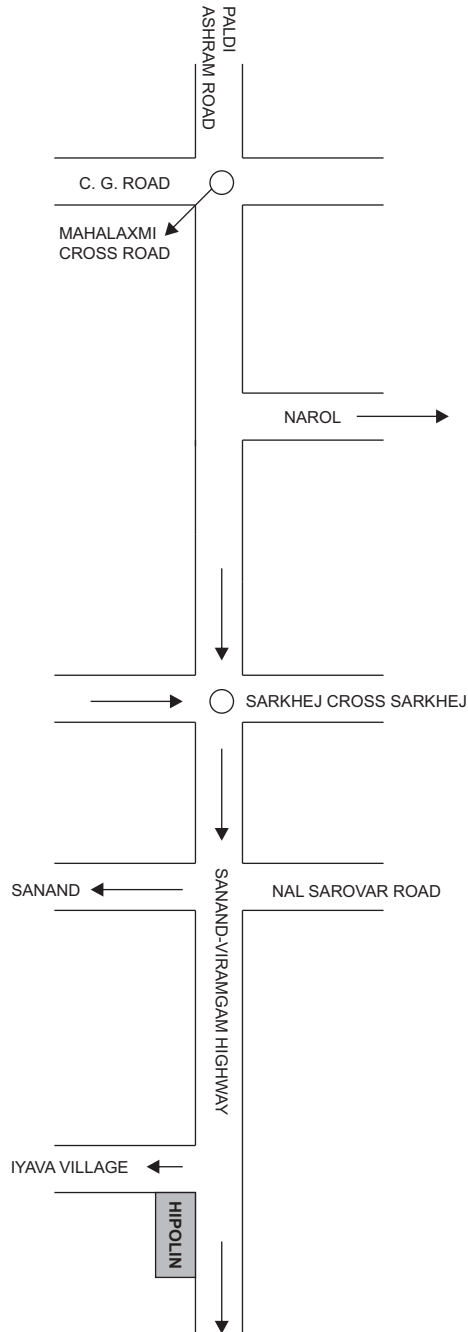 PALDI
ASHRAM ROAD
C. G. ROAD
MAHALAXMI
CROSS ROAD
NAROL
SARKHEJ CROSS SARKHEJ
SANAND
NAL SAROVAR ROAD
SANAND-VIRAMGAM HIGHWAY
IYAVA VILLAGE
HIPOLIN